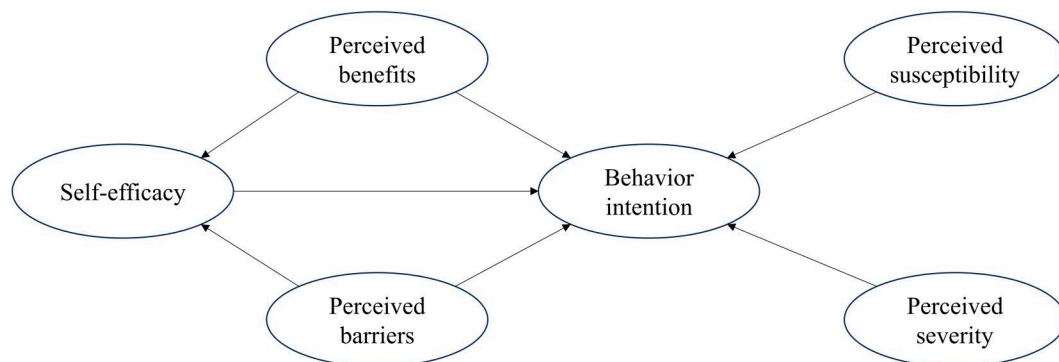 Perceived
benefits
Perceived
susceptibility
Self-efficacy
Behavior
intention
Perceived
barriers
Perceived
severity